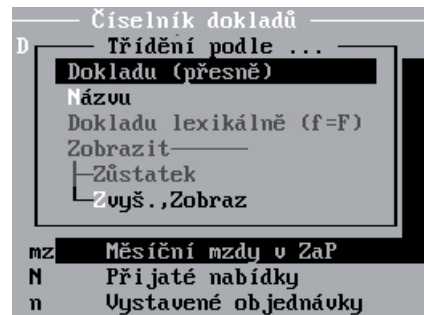 Číselník dokladů
D Třídění podle ...
Dokladu (přesně)
Názvu
Dokladu lexikálně (f=F)
Zobrazit
Zůstatek
Zvyš.,Zobraz
mz Měsíční mzdy v ZaP
N Přijaté nabídky
n Vystavené objednávky